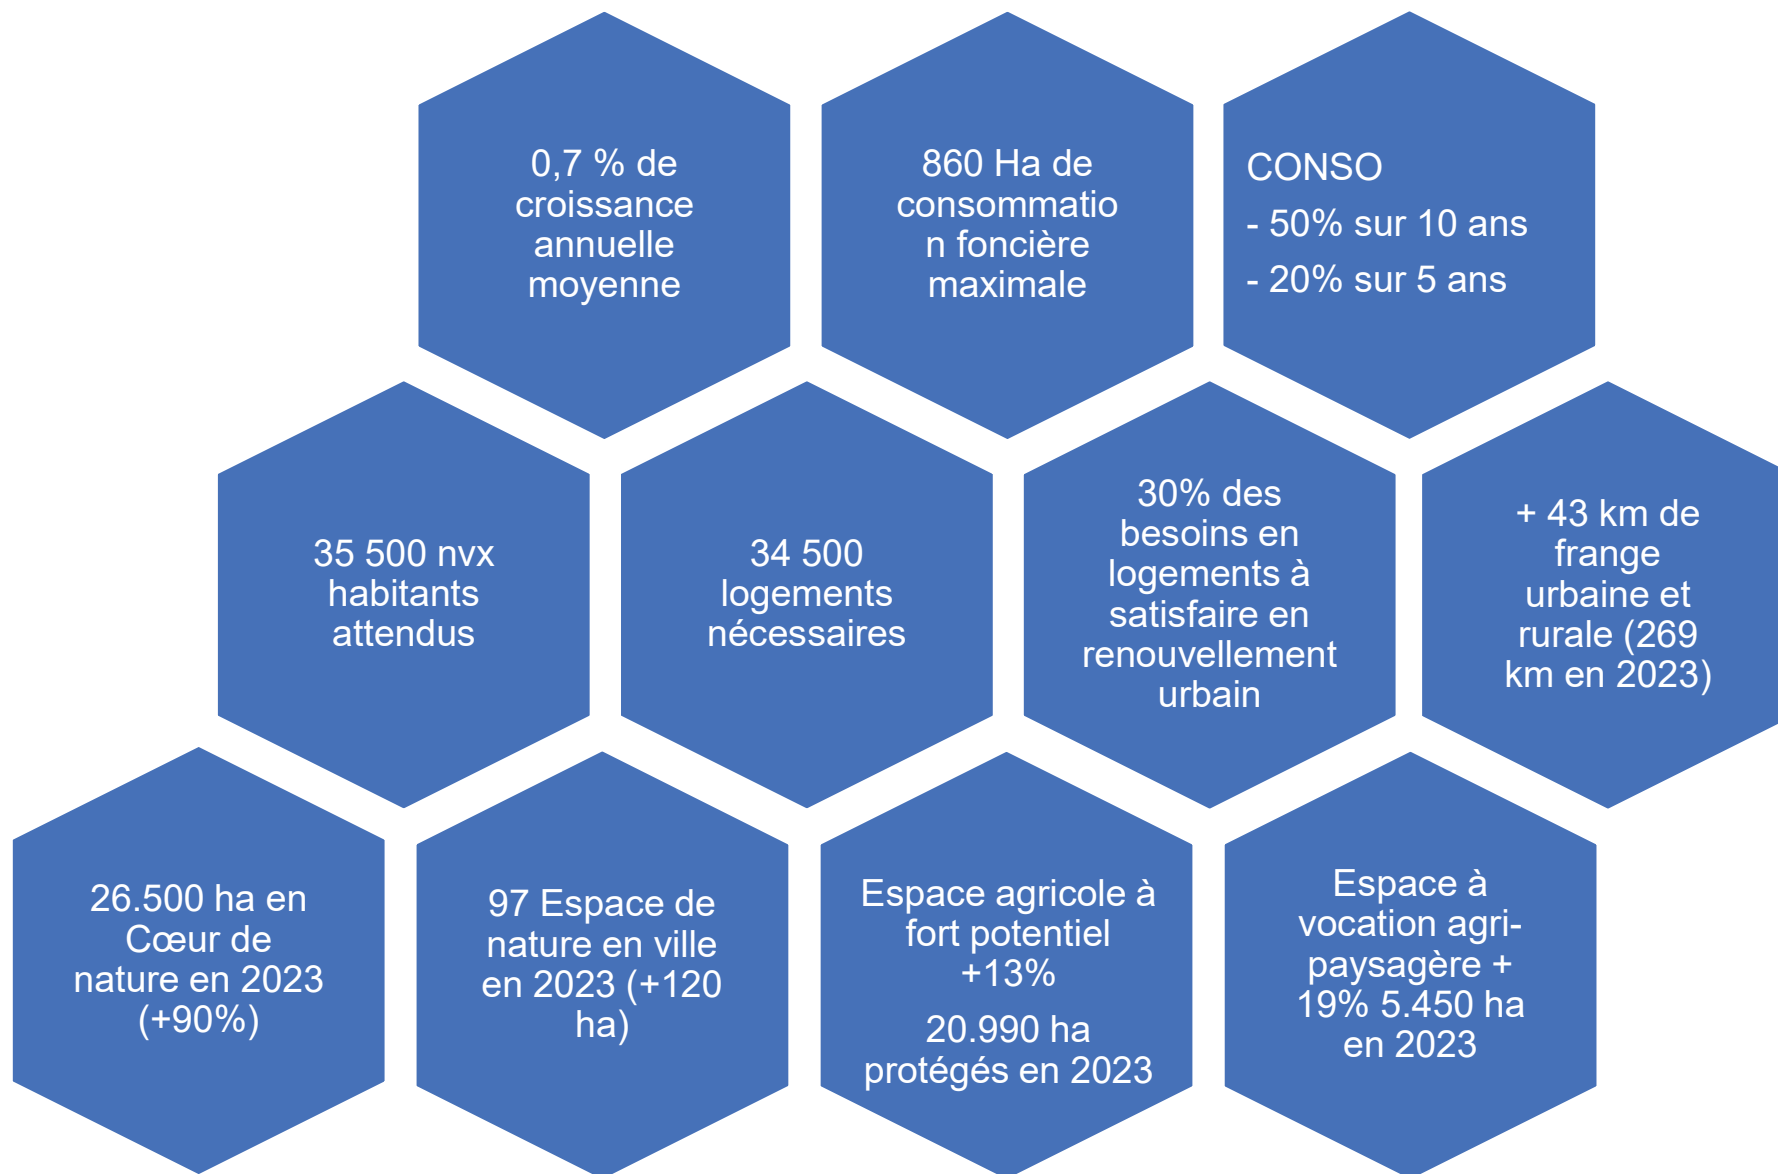 0,7 % de
croissance
annuelle
moyenne
860 Ha de
consommatio
n foncière
maximale
CONSO
- 50% sur 10 ans
- 20% sur 5 ans
35 500 nvx
habitants
attendus
34 500
logements
nécessaires
30% des
besoins en
logements à
satisfaire en
renouvellement
urbain
+ 43 km de
frange
urbaine et
rurale (269
km en 2023)
26.500 ha en
Cœur de
nature en 2023
(+90%)
97 Espace de
nature en ville
en 2023 (+120
ha)
Espace agricole à
fort potentiel
+13%
20.990 ha
protégés en 2023
Espace à
vocation agri-
paysagère +
19% 5.450 ha
en 2023